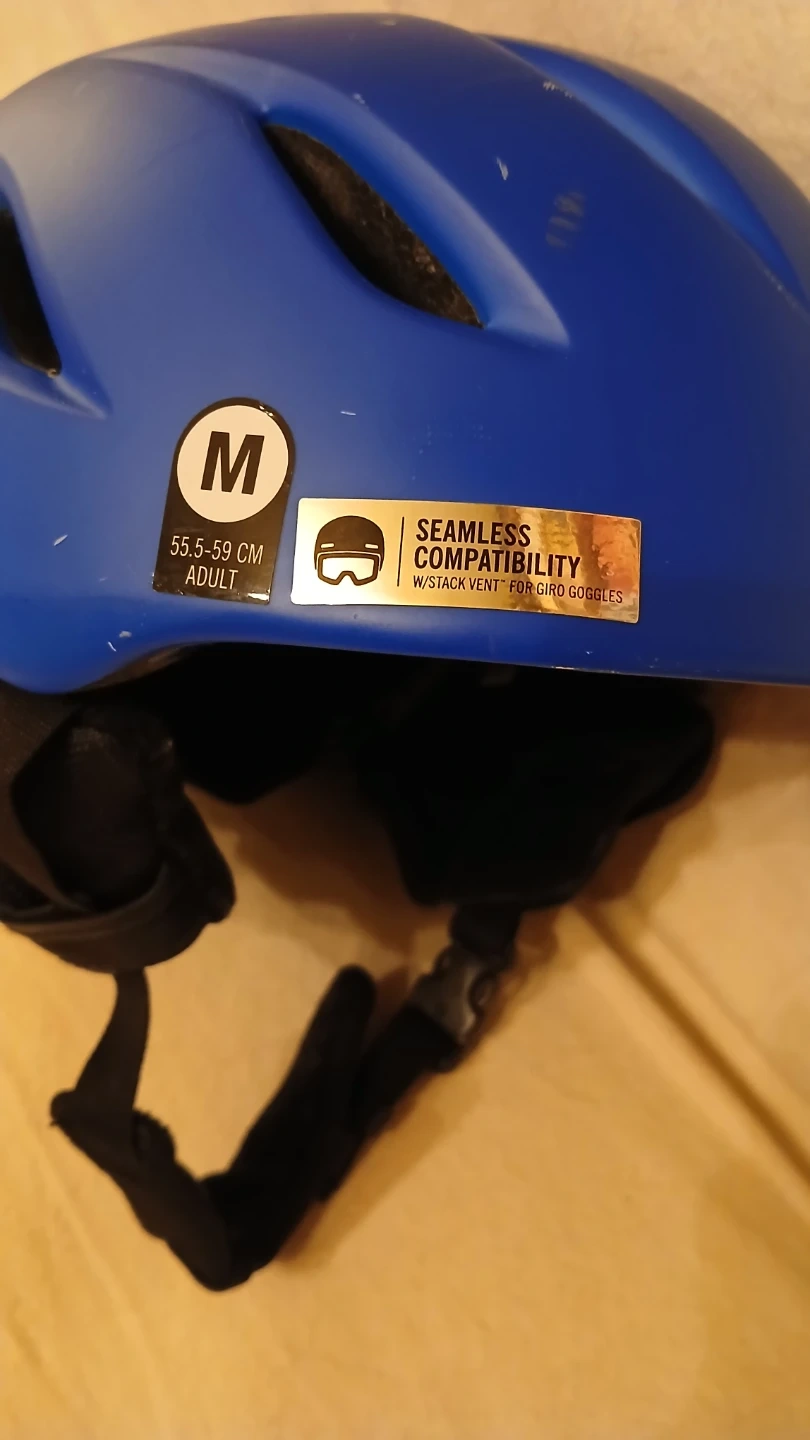 M
55.5-59 CM
ADULT
SEAMLESS
COMPATIBILITY
W/STACK VENT™ FOR GIRO GOGGLES